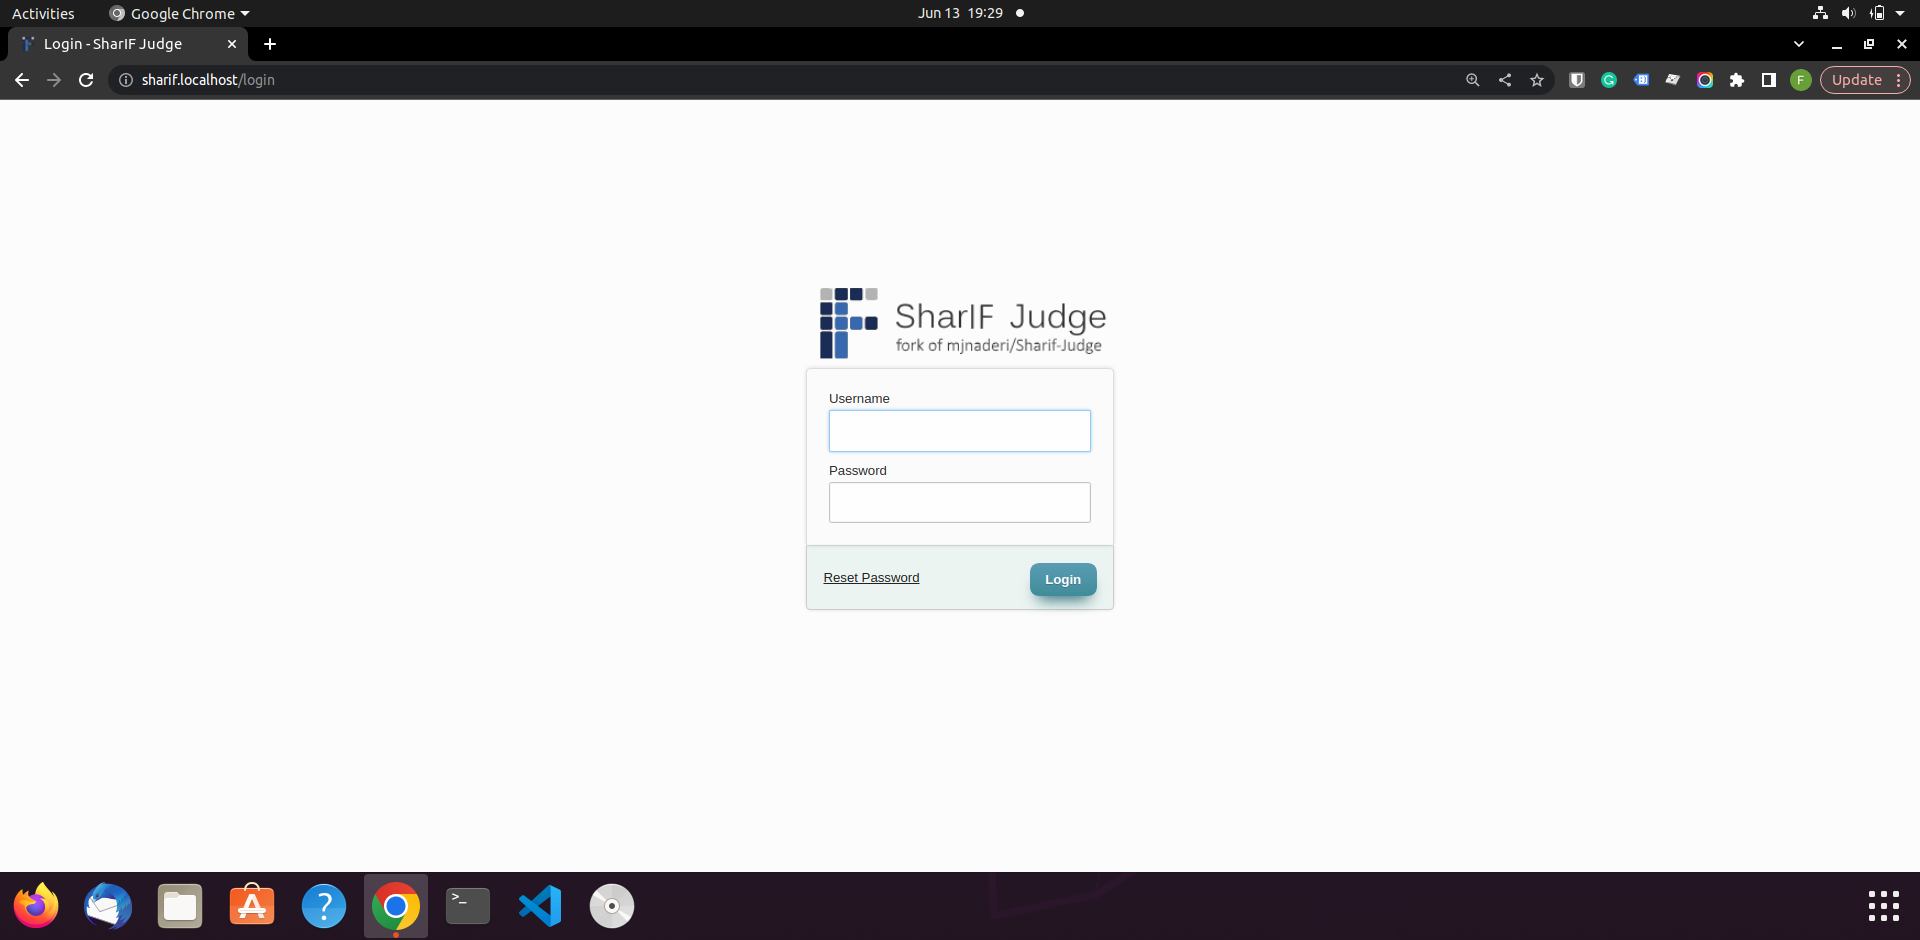 Activities
Google Chrome
Jun 13 19:29
Login - SharIF Judge
sharif.localhost/login
F
Update
SharIF Judge
fork of mjnaderi/Sharif-Judge
Username
Password
Reset Password
Login